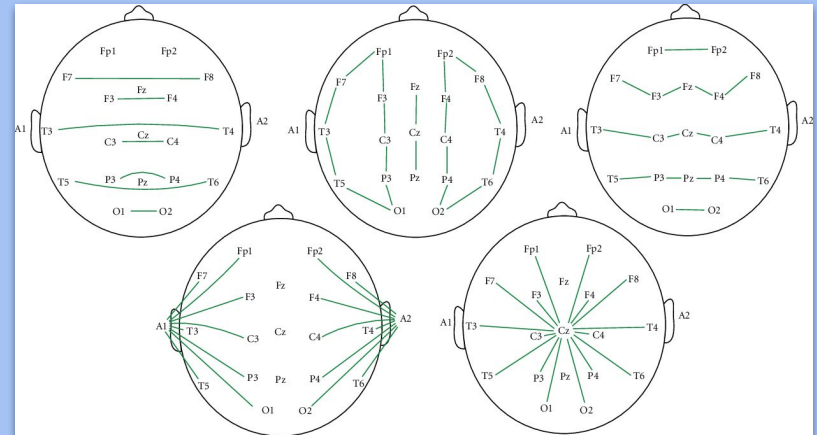 Fp1 Fp2
F7 F8
Fz
F3 F4
A1 T3 T4 A2
Cz
C3 C4
T5 P3 Pz P4 T6
O1 O2
Fp1 Fp2
F7 F8
Fz
F3 F4
A1 T3 Cz T4 A2
C3 C4
T5 P3 Pz P4 T6
O1 O2
Fp1 Fp2
F7 F8
F3 Fz F4
A1 T3 T4 A2
C3 Cz C4
T5 P3 Pz P4 T6
O1 O2
Fp1 Fp2
F7 F8
Fz
F3 F4
A1 T3 Cz T4 A2
C3 C4
T5 P3 Pz P4 T6
O1 O2
Fp1 Fp2
F7 Fz F8
F3 F4
A1 T3 Cz T4 A2
C3 C4
T5 P3 Pz P4 T6
O1 O2